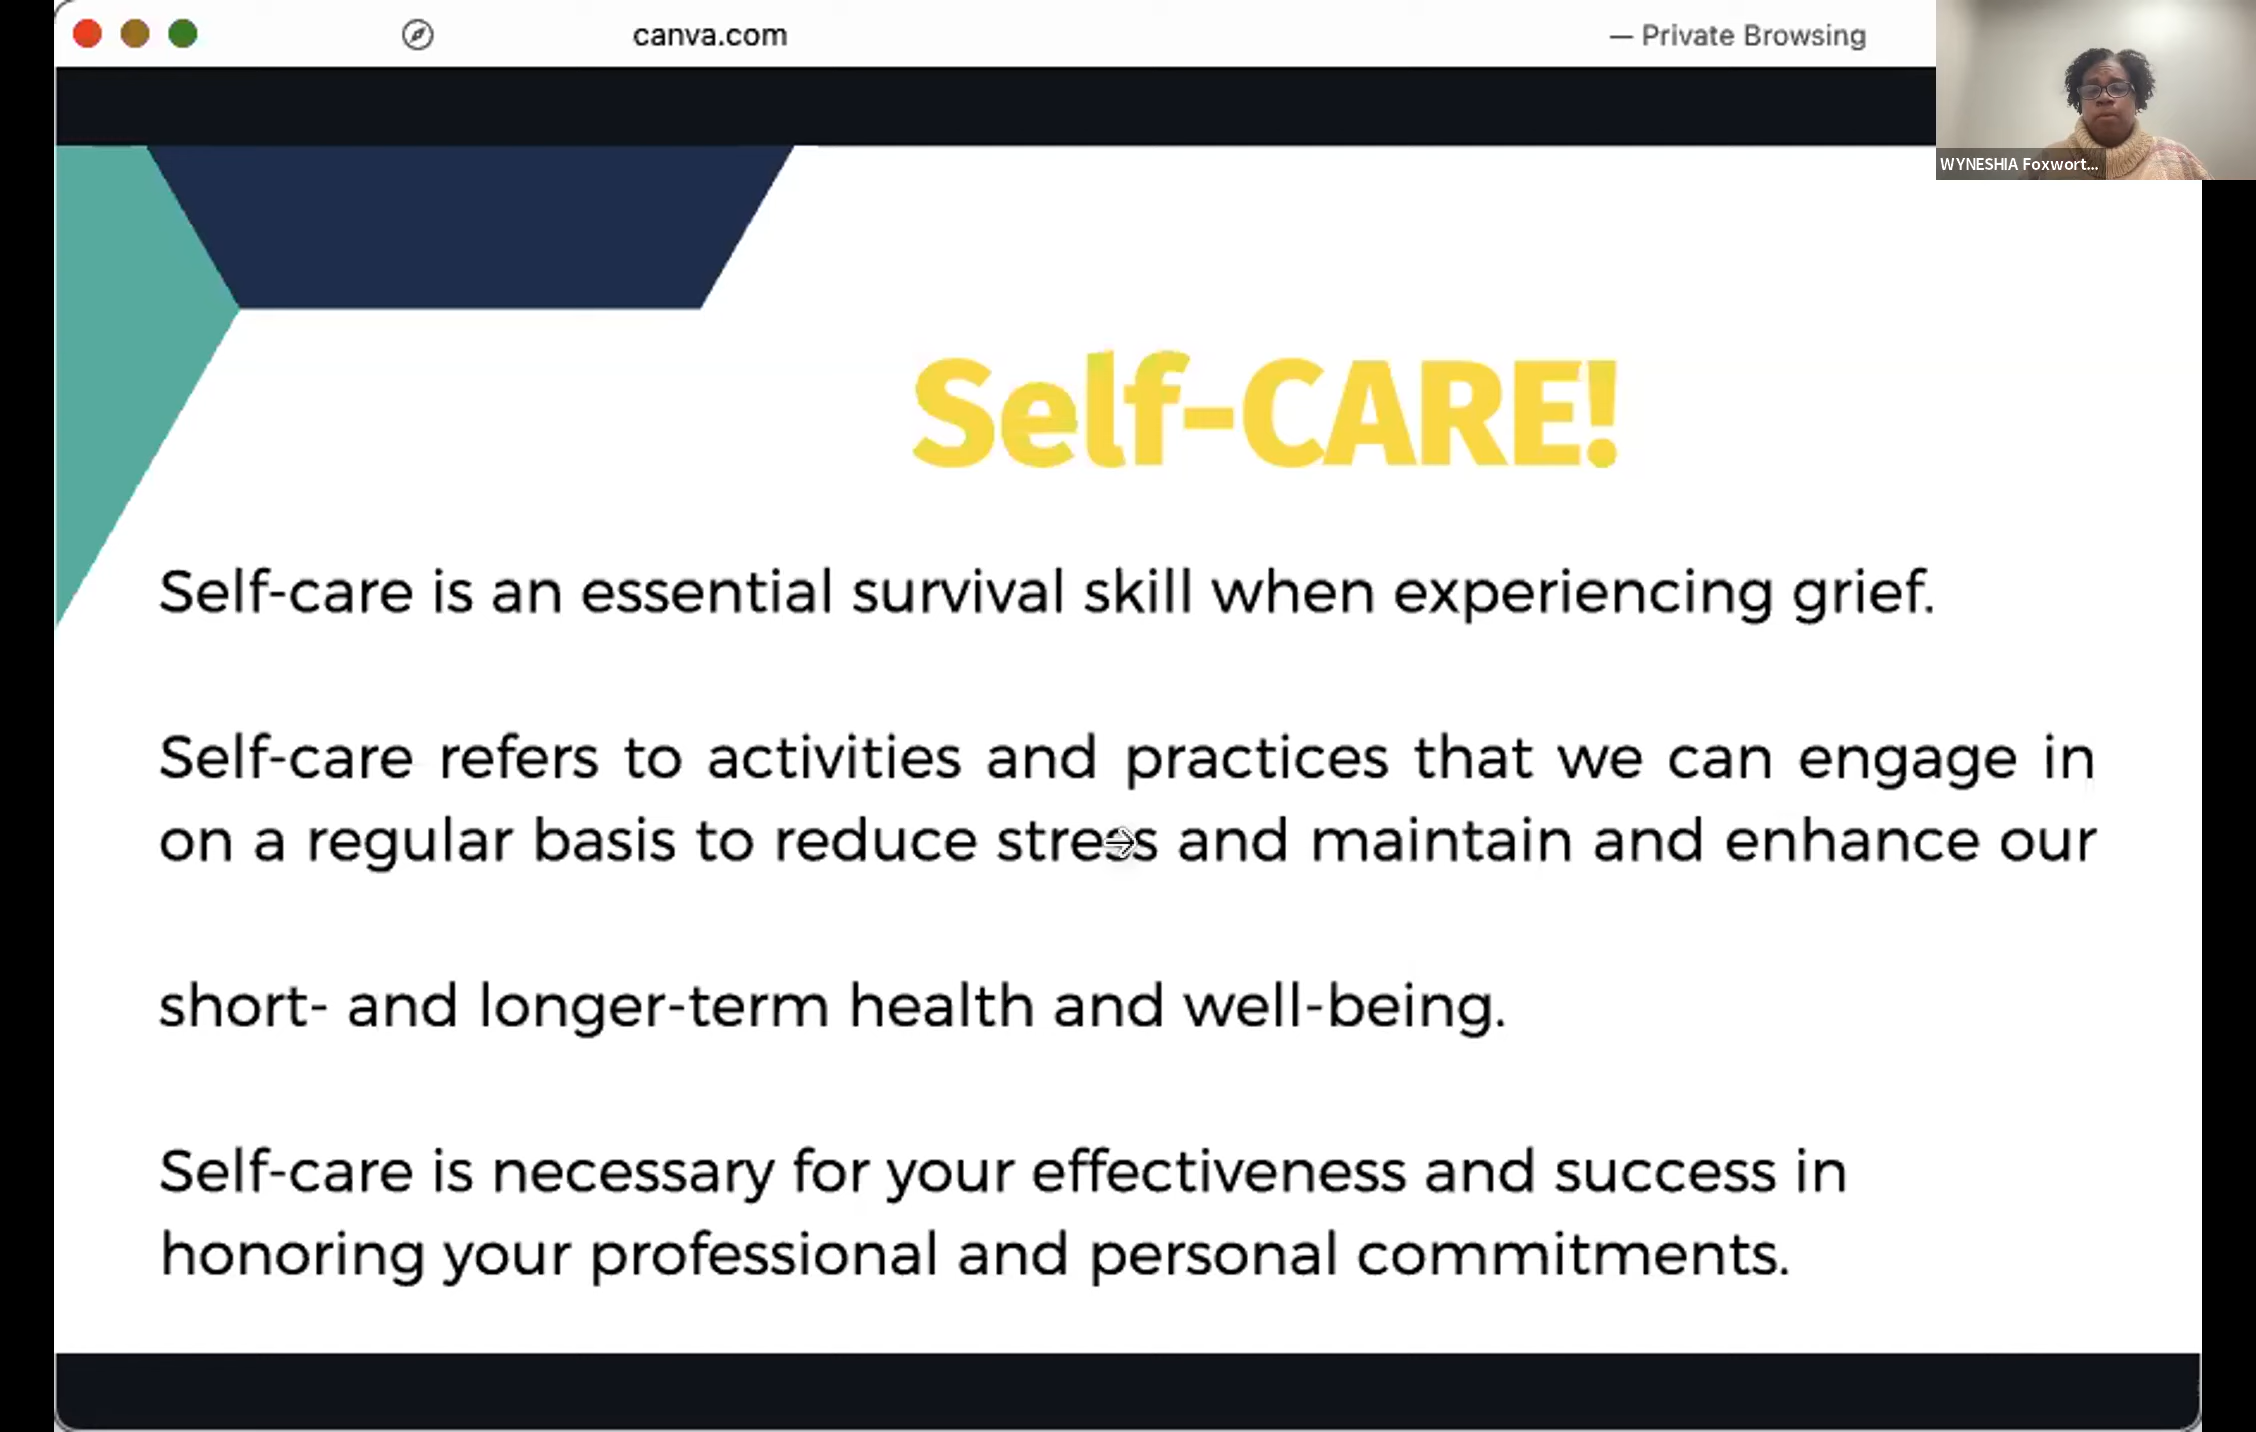 canva.com
— Private Browsing
WYNESHIA Foxwort...
Self-CARE!
Self-care is an essential survival skill when experiencing grief.
Self-care refers to activities and practices that we can engage in
on a regular basis to reduce stress and maintain and enhance our
short- and longer-term health and well-being.
Self-care is necessary for your effectiveness and success in
honoring your professional and personal commitments.